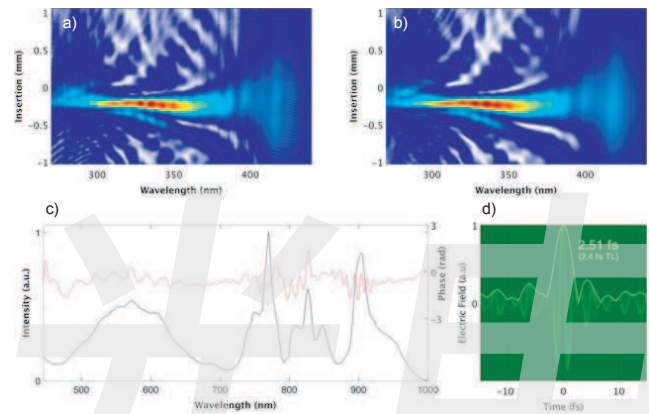 a)
b)
Insertion (mm)
1
0.5
0
-0.5
-1
300
350
400
Wavelength (nm)
Insertion (mm)
1
0.5
0
-0.5
-1
300
350
400
Wavelength (nm)
c)
d)
Intensity (a.u.)
1
0
3
0
-3
Phase (rad)
500
600
700
800
900
1000
Wavelength (nm)
Electric Field (a.u)
1
0
2.51 fs
(2.4 fs TL)
-10
0
10
Time (fs)